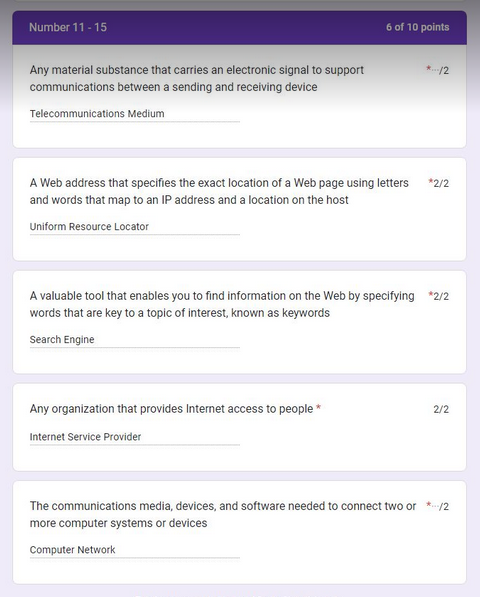 Number 11 - 15 6 of 10 points
Any material substance that carries an electronic signal to support * ···/2
communications between a sending and receiving device
Telecommunications Medium
A Web address that specifies the exact location of a Web page using letters *2/2
and words that map to an IP address and a location on the host
Uniform Resource Locator
A valuable tool that enables you to find information on the Web by specifying *2/2
words that are key to a topic of interest, known as keywords
Search Engine
Any organization that provides Internet access to people * 2/2
Internet Service Provider
The communications media, devices, and software needed to connect two or * ···/2
more computer systems or devices
Computer Network